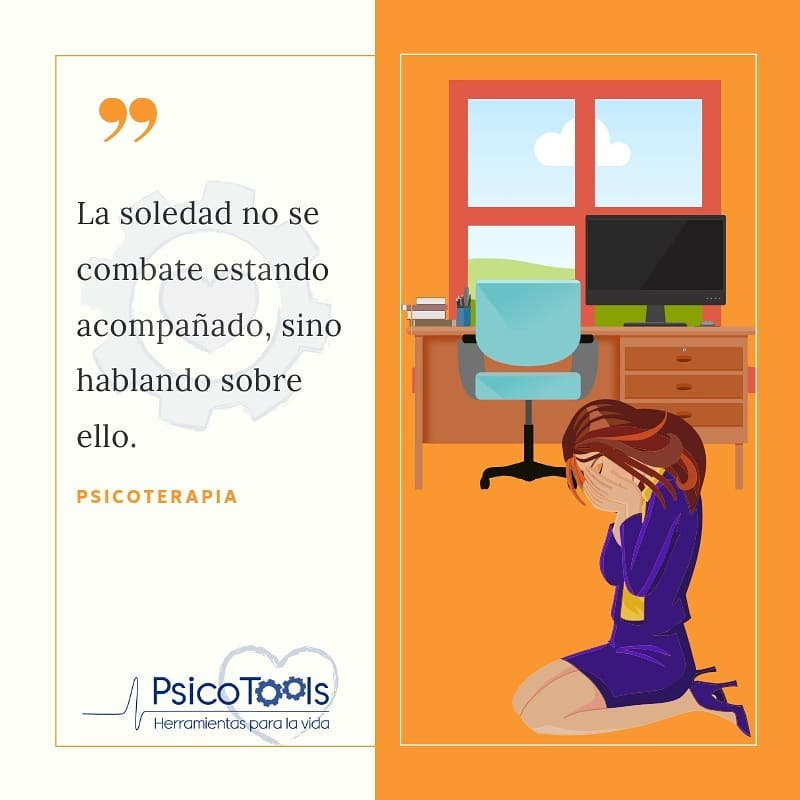 ”
La soledad no se
combate estando
acompañado, sino
hablando sobre
ello.
PSICOTERAPIA
PsicoTools
Herramientas para la vida